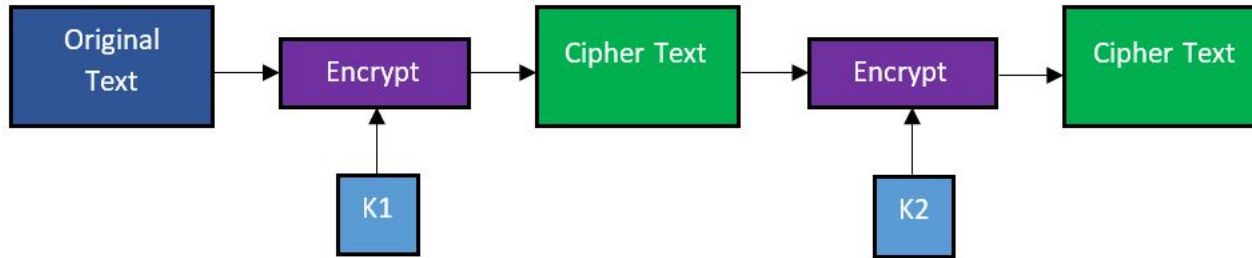 Original
Text
Encrypt
Cipher Text
Encrypt
Cipher Text
K1
K2